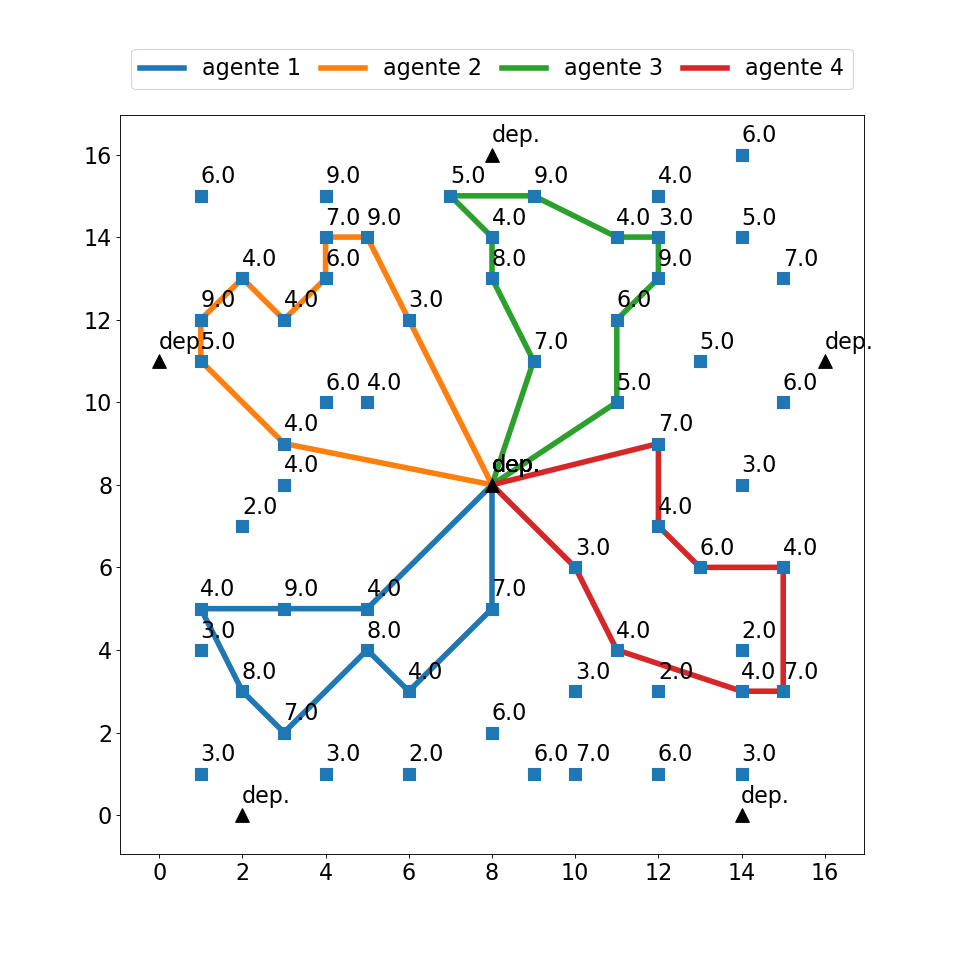 agente 1 agente 2 agente 3 agente 4
dep. 6.0
16
6.0 9.0 5.0 9.0 4.0
7.0 9.0 4.0 4.0 3.0 5.0
14
4.0 6.0 8.0 9.0 7.0
9.0 4.0 3.0 6.0
12
dep. 5.0 7.0 5.0 dep.
6.0 4.0 5.0 6.0
10
4.0 7.0
4.0 dep. dep. 3.0
8
2.0 4.0
3.0 6.0 4.0
6
4.0 9.0 4.0 7.0
3.0 8.0 4.0 2.0
4
8.0 4.0 3.0 2.0 4.0 7.0
7.0 6.0
2
3.0 3.0 2.0 6.0 7.0 6.0 3.0
dep. dep.
0
0 2 4 6 8 10 12 14 16